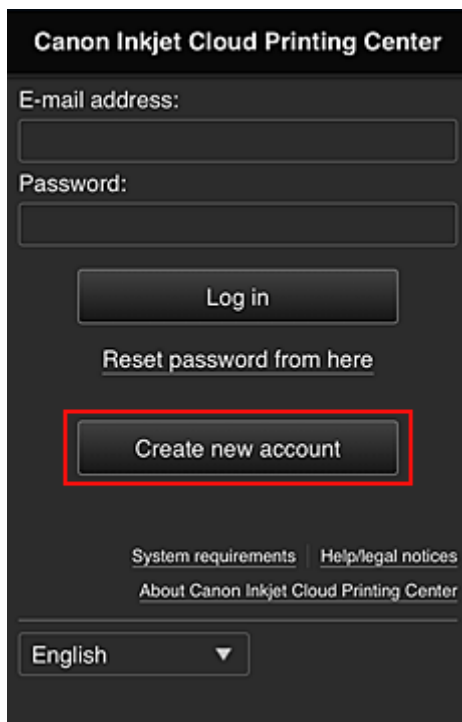 Canon Inkjet Cloud Printing Center
E-mail address:
Password:
Log in
Reset password from here
Create new account
System requirements Help/legal notices
About Canon Inkjet Cloud Printing Center
English